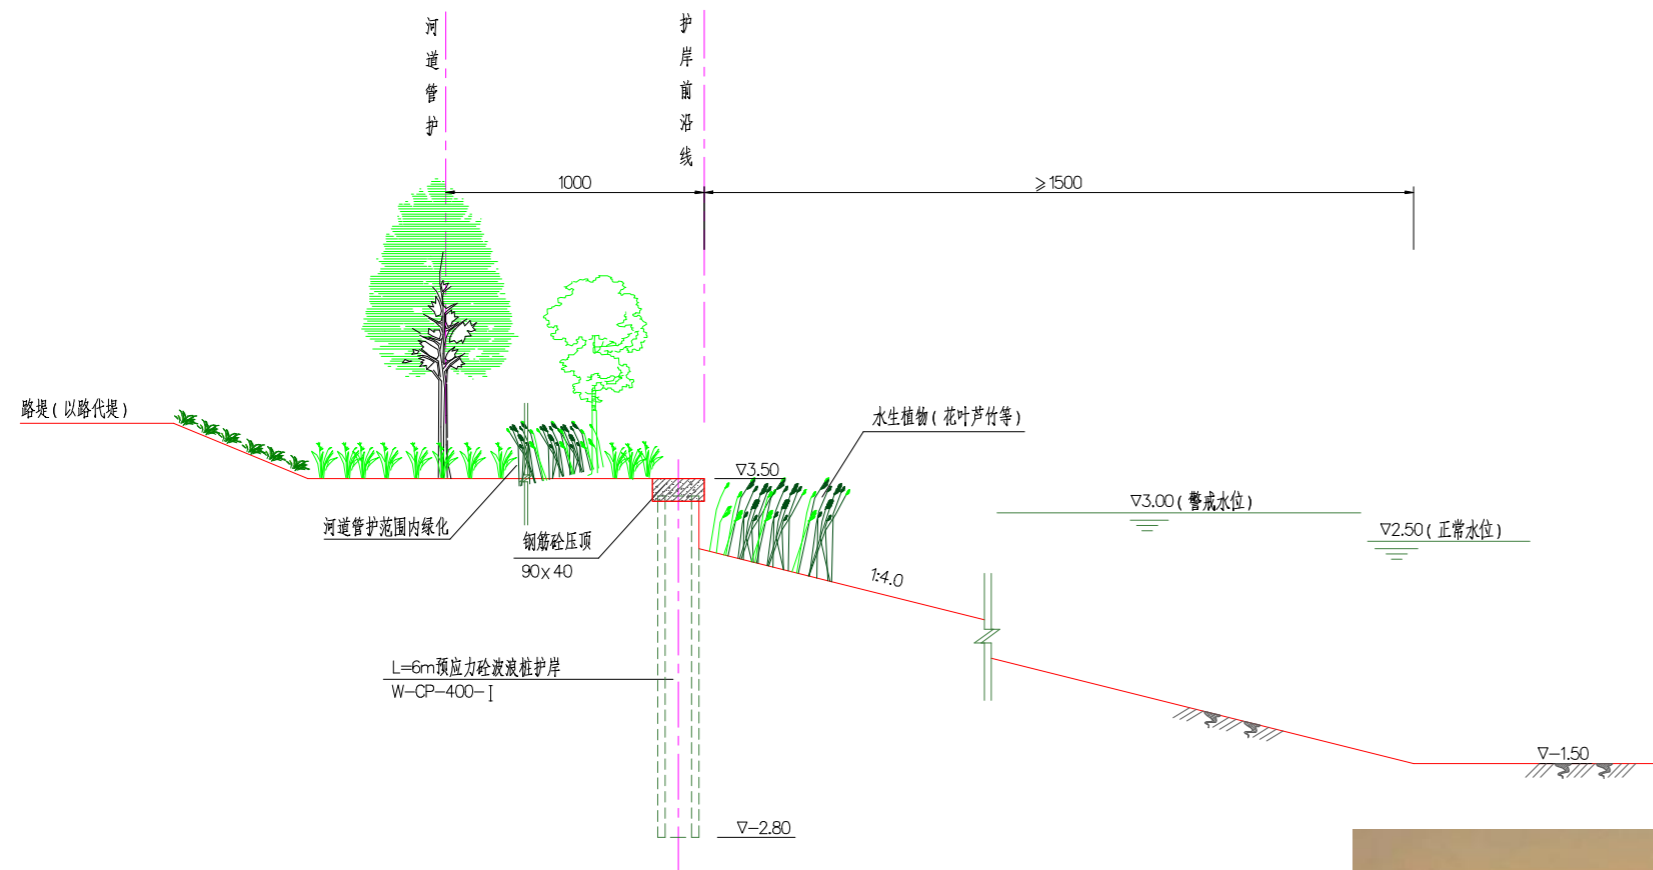 河道管护
护岸前沿线
1000
≥1500
路堤(以路代堤)
水生植物(花叶芦竹等)
▽3.50
▽3.00(警戒水位)
▽2.50(正常水位)
河道管护范围内绿化
钢筋砼压顶
90x40
1:4.0
L=6m预应力砼波浪桩护岸
W-CP-400-I
▽-1.50
▽-2.80